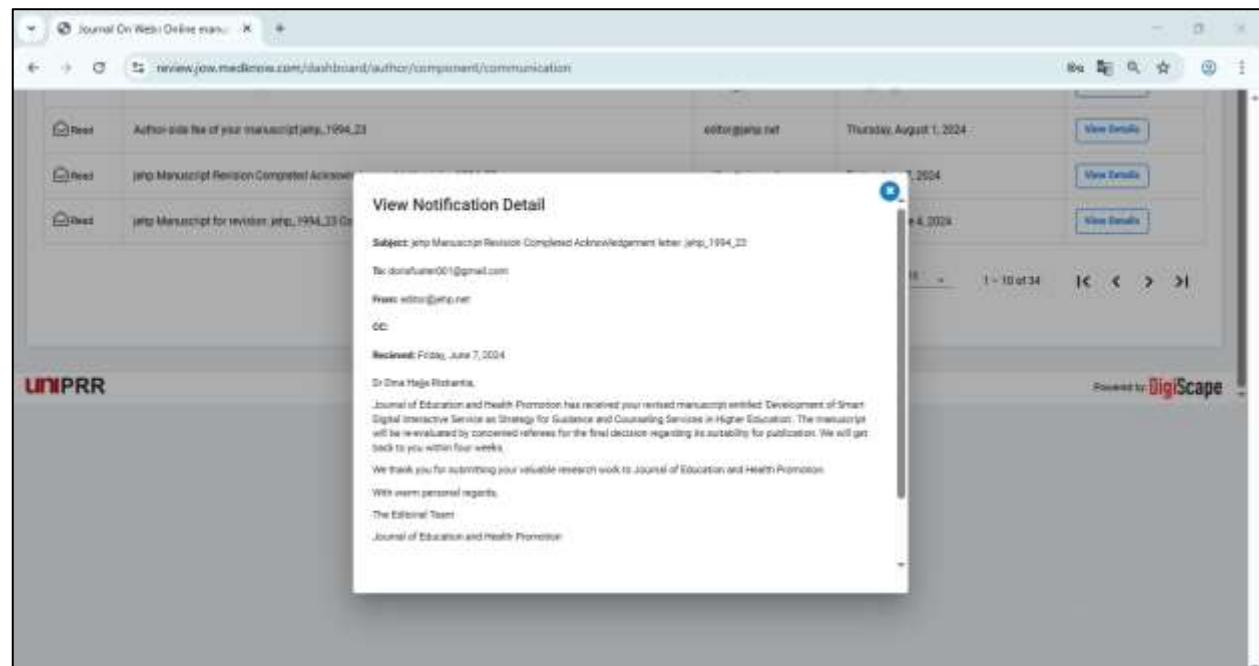 Journal On Web : Online manu
review.jow.medknow.com/dashboard/author/component/communication
Read Author-side fee of your manuscript jehp_1994_23 editor@jehp.net Thursday, August 1, 2024 View Details
Read jehp Manuscript Revision Completed 7, 2024 View Details
Read jehp Manuscript for revision: jehp_1994_23 4, 2024 View Details
1 – 10 of 34
View Notification Detail
Subject: jehp Manuscript Revision Completed Acknowledgement letter: jehp_1994_23
To: @gmail.com
From: editor@jehp.net
CC:
Recieved: Friday, June 7, 2024
Dr
Journal of Education and Health Promotion has received your revised manuscript entitled 'Development of Smart
Digital Interactive Service as Strategy for Guidance and Counseling Services in Higher Education. The manuscript
will be re-evaluated by concerned referees for the final decision regarding its suitability for publication. We will get
back to you within four weeks.
We thank you for submitting your valuable research work to Journal of Education and Health Promotion
With warm personal regards,
The Editorial Team
Journal of Education and Health Promotion
UNIPRR
Powered by DigiScape